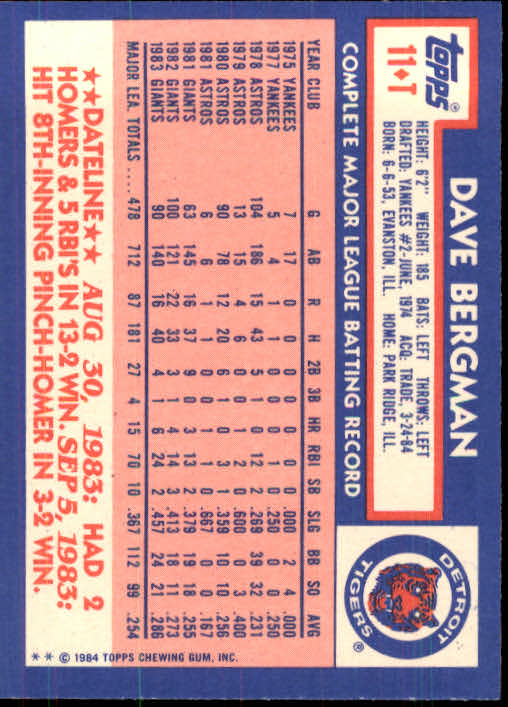 topps®
11♦T
DAVE BERGMAN
HEIGHT: 6'2" WEIGHT: 185 BATS: LEFT THROWS: LEFT
DRAFTED: YANKEES #2-JUNE, 1974 ACQ: TRADE, 3-24-84
BORN: 6-6-53, EVANSTON, ILL. HOME: PARK RIDGE, ILL.
DETROIT TIGERS®
COMPLETE MAJOR LEAGUE BATTING RECORD
YEAR CLUB G AB R H 2B 3B HR RBI SB SLG BB SO AVG
1975 YANKEES 7 17 0 0 0 0 0 0 0 .000 2 4 .000
1977 YANKEES 5 4 1 1 0 0 0 1 0 .250 0 0 .250
1978 ASTROS 104 186 15 43 5 1 0 12 2 .269 39 32 .231
1979 ASTROS 13 15 4 6 0 0 1 2 0 .600 0 3 .400
1980 ASTROS 90 78 12 20 6 1 0 3 1 .359 10 10 .256
1981 ASTROS 6 6 1 1 0 0 1 1 0 .667 0 0 .167
1981 GIANTS 63 145 16 37 9 0 3 13 2 .379 19 18 .255
1982 GIANTS 100 121 22 33 3 1 4 14 3 .413 18 11 .273
1983 GIANTS 90 140 16 40 4 1 6 24 2 .457 24 21 .286
MAJOR LEA. TOTALS .... 478 712 87 181 27 4 15 70 10 .367 112 99 .254
★★DATELINE★★ AUG 30, 1983: HAD 2
HOMERS & 5 RBI'S IN 13-2 WIN. SEP 5, 1983:
HIT 8TH-INNING PINCH-HOMER IN 3-2 WIN.
** © 1984 TOPPS CHEWING GUM, INC.